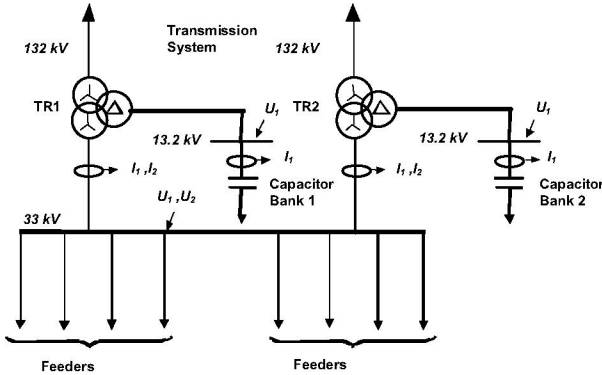 132 kV
Transmission
System
132 kV
TR1
TR2
U1
U1
13.2 kV
13.2 kV
I1
I1
I1 ,I2
I1 ,I2
Capacitor
Bank 1
Capacitor
Bank 2
U1 ,U2
33 kV
Feeders
Feeders